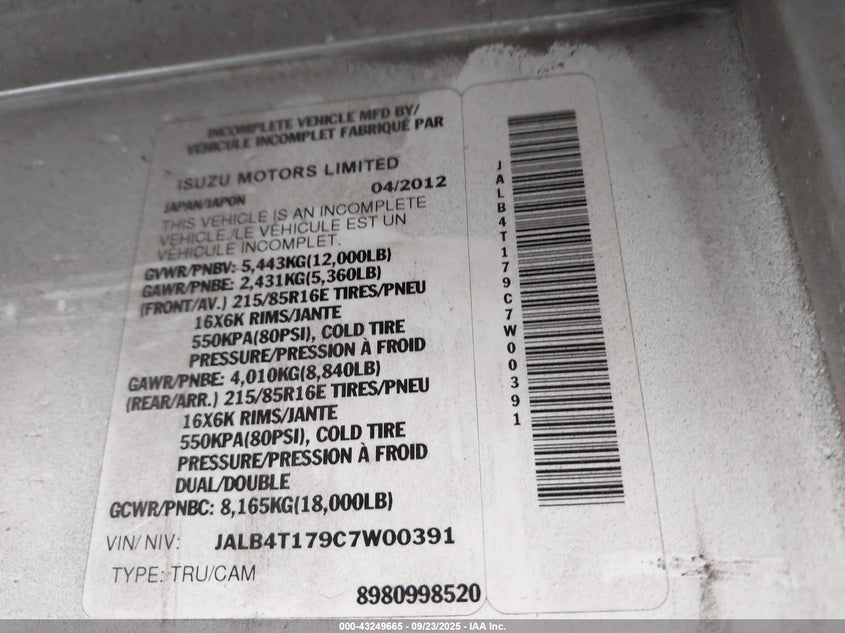 INCOMPLETE VEHICLE MFD BY/
VÉHICULE INCOMPLET FABRIQUÉ PAR
ISUZU MOTORS LIMITED
JAPAN/JAPON 04/2012
THIS VEHICLE IS AN INCOMPLETE
VEHICLE./LE VÉHICULE EST UN
VÉHICULE INCOMPLET.
GVWR/PNBV: 5,443KG(12,000LB)
GAWR/PNBE: 2,431KG(5,360LB)
(FRONT/AV.) 215/85R16E TIRES/PNEU
16X6K RIMS/JANTE
550KPA(80PSI), COLD TIRE
PRESSURE/PRESSION À FROID
GAWR/PNBE: 4,010KG(8,840LB)
(REAR/ARR.) 215/85R16E TIRES/PNEU
16X6K RIMS/JANTE
550KPA(80PSI), COLD TIRE
PRESSURE/PRESSION À FROID
DUAL/DOUBLE
GCWR/PNBC: 8,165KG(18,000LB)
VIN/NIV: JALB4T179C7W00391
TYPE: TRU/CAM
8980998520
JALB4T179C7W00391
000-43249665 - 09/23/2025 - IAA Inc.